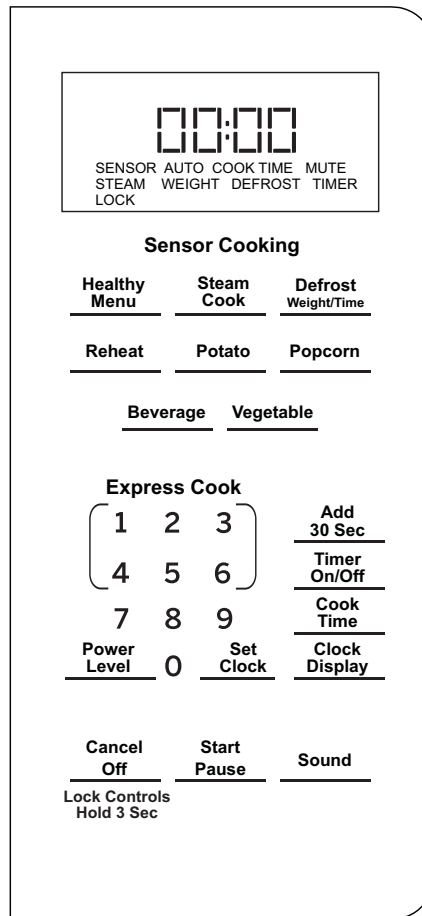 00:00
SENSOR AUTO COOK TIME MUTE
STEAM WEIGHT DEFROST TIMER
LOCK
Sensor Cooking
Healthy
Menu
Steam
Cook
Defrost
Weight/Time
Reheat
Potato
Popcorn
Beverage
Vegetable
Express Cook
1 2 3
4 5 6
7 8 9
0
Add
30 Sec
Timer
On/Off
Cook
Time
Power
Level
Set
Clock
Clock
Display
Cancel
Off
Start
Pause
Sound
Lock Controls
Hold 3 Sec